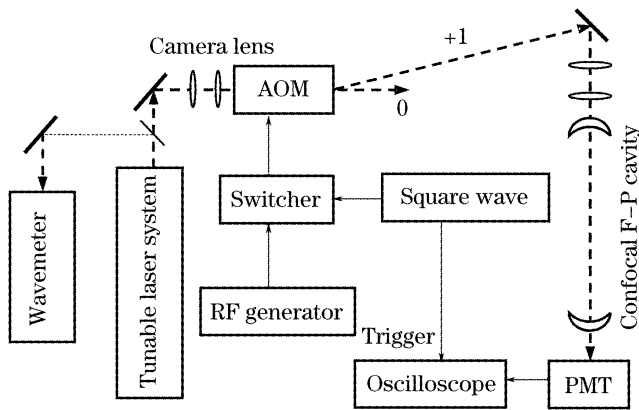 Camera lens
+1
AOM
0
Switcher
Square wave
RF generator
Trigger
Oscilloscope
PMT
Wavemeter
Tunable laser system
Confocal F–P cavity